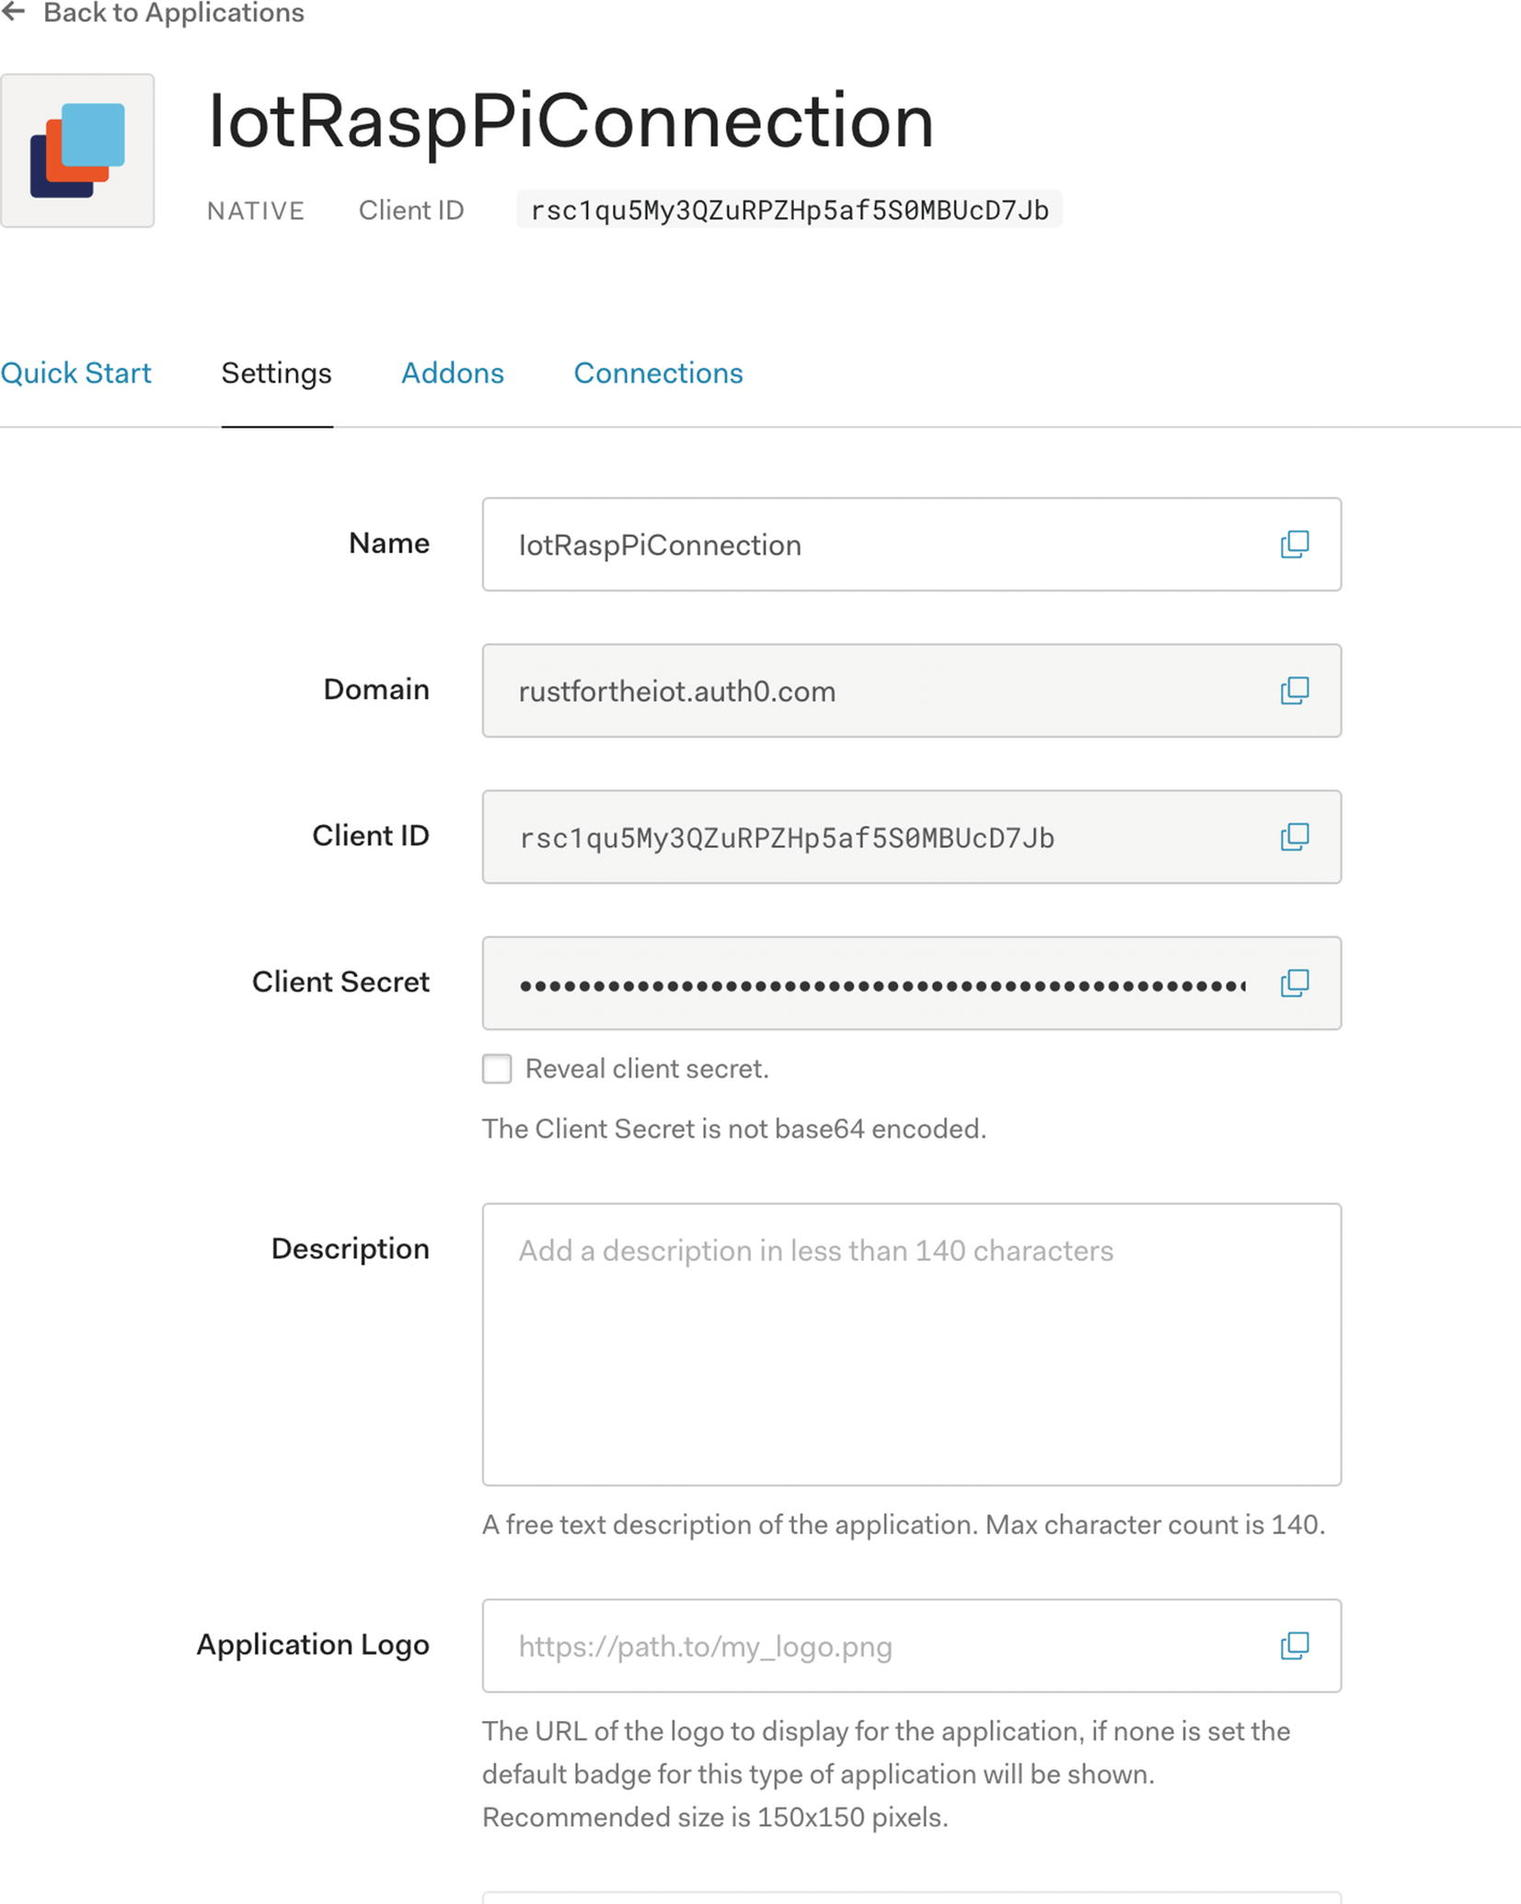 ← Back to Applications
IotRaspPiConnection
NATIVE Client ID rsc1qu5My3QZuRPZHp5af5S0MBUcD7Jb
Quick Start Settings Addons Connections
Name IotRaspPiConnection
Domain rustfortheiot.auth0.com
Client ID rsc1qu5My3QZuRPZHp5af5S0MBUcD7Jb
Client Secret
Reveal client secret.
The Client Secret is not base64 encoded.
Description Add a description in less than 140 characters
A free text description of the application. Max character count is 140.
Application Logo https://path.to/my_logo.png
The URL of the logo to display for the application, if none is set the
default badge for this type of application will be shown.
Recommended size is 150x150 pixels.